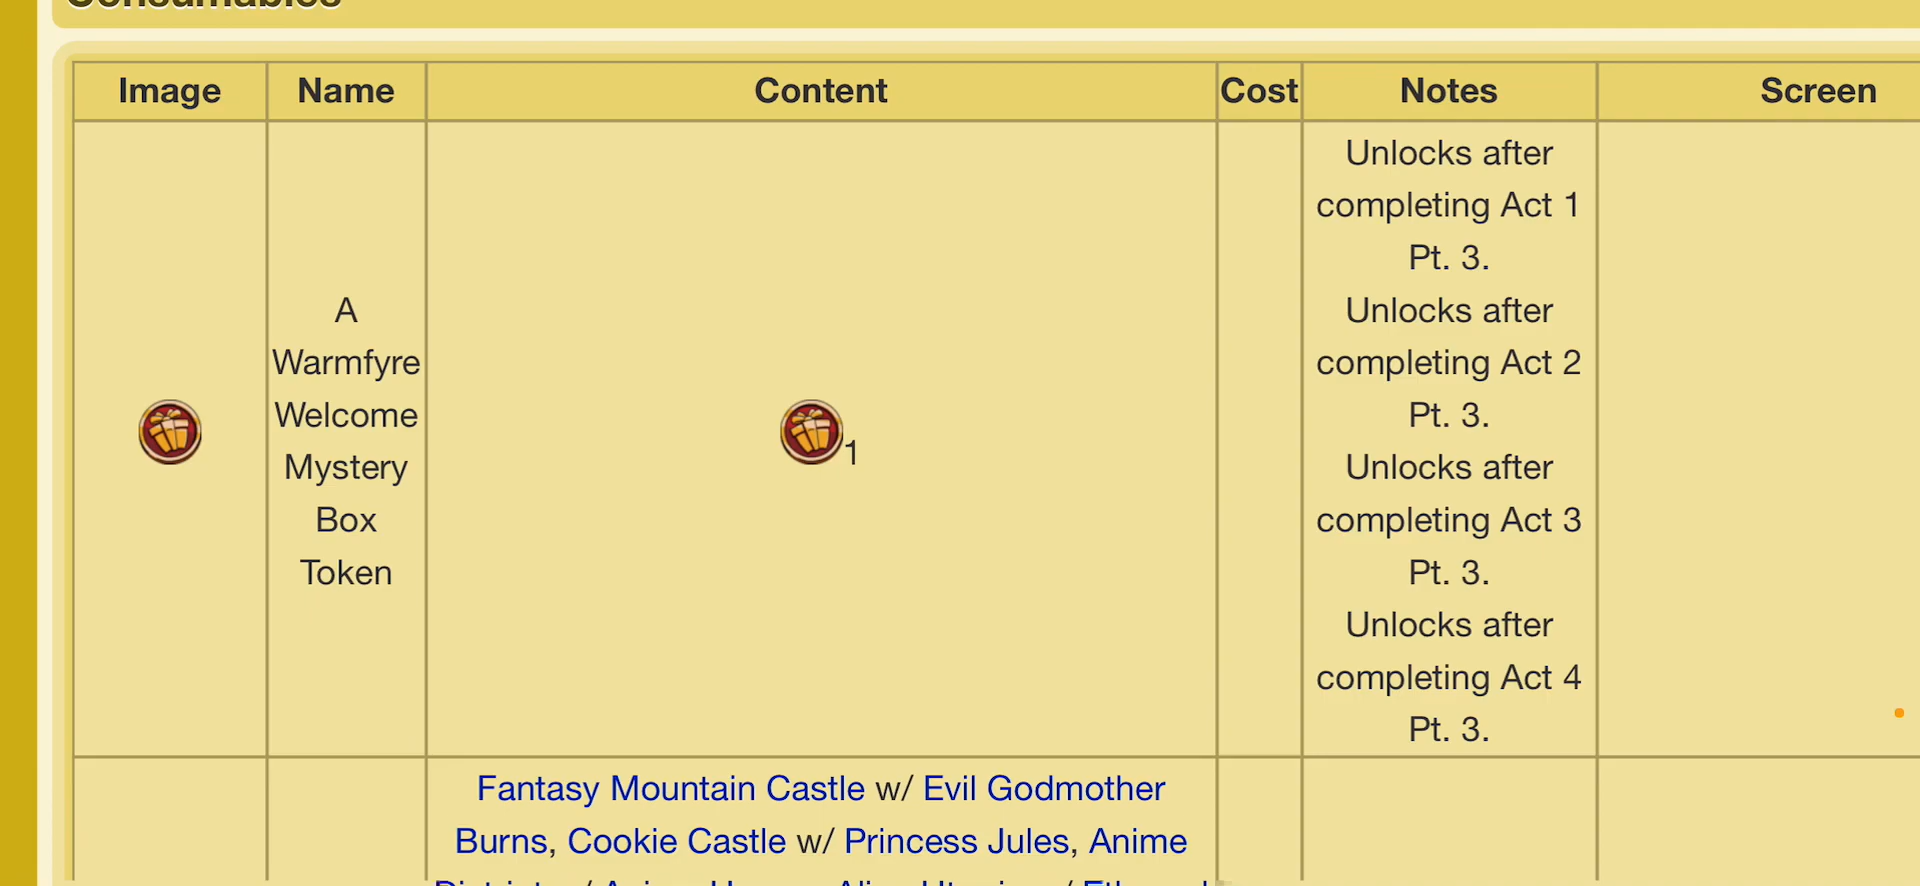 Consumables
Image Name Content Cost Notes Screen
A
Warmfyre
Welcome
Mystery
Box
Token
1
Unlocks after
completing Act 1
Pt. 3.
Unlocks after
completing Act 2
Pt. 3.
Unlocks after
completing Act 3
Pt. 3.
Unlocks after
completing Act 4
Pt. 3.
Fantasy Mountain Castle w/ Evil Godmother
Burns, Cookie Castle w/ Princess Jules, Anime